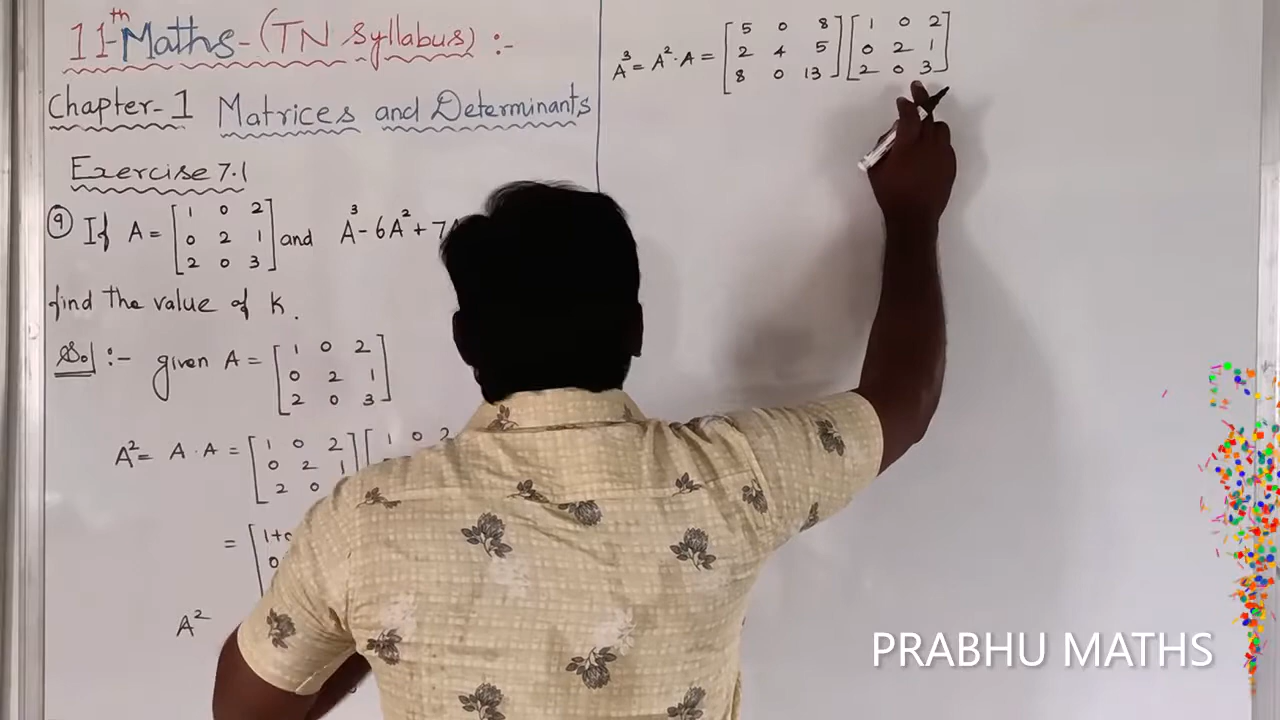 11th Maths - (TN Syllabus) :-
Chapter - 1 Matrices and Determinants
Exercise 7.1
9 If A = [1 0 2; 0 2 1; 2 0 3] and A³ - 6A² + 7
find the value of K.
Sol :- given A = [1 0 2; 0 2 1; 2 0 3]
A² = A · A = [1 0 2; 0 2 1; 2 0] [1 0 2
= [1+0
0
A²
A³ = A² · A = [5 0 8; 2 4 5; 8 0 13] [1 0 2; 0 2 1; 2 0 3]
PRABHU MATHS